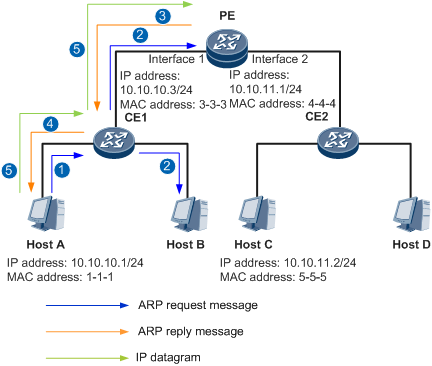 PE
5
3
2
Interface 1
Interface 2
IP address:
10.10.10.3/24
MAC address: 3-3-3
IP address:
10.10.11.1/24
MAC address: 4-4-4
CE1
CE2
4
5
1
2
Host A
Host B
Host C
Host D
IP address: 10.10.10.1/24
MAC address: 1-1-1
IP address: 10.10.11.2/24
MAC address: 5-5-5
ARP request message
ARP reply message
IP datagram